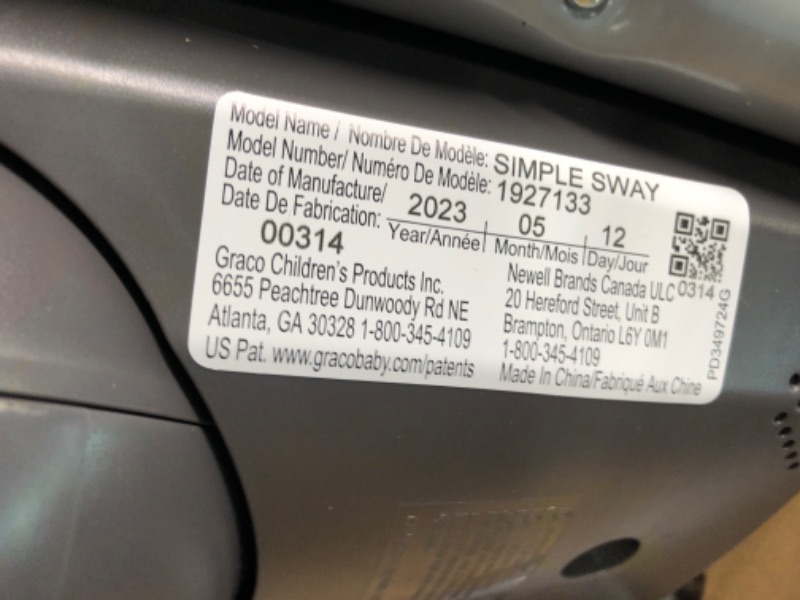 Model Name / Nombre De Modèle: SIMPLE SWAY
Model Number/ Numéro De Modèle: 1927133
Date of Manufacture/
Date De Fabrication: 2023 05 12
Year/Année Month/Mois Day/Jour
00314
Graco Children's Products Inc.
6655 Peachtree Dunwoody Rd NE
Atlanta, GA 30328 1-800-345-4109
US Pat. www.gracobaby.com/patents
Newell Brands Canada ULC
20 Hereford Street, Unit B
Brampton, Ontario L6Y 0M1
1-800-345-4109
Made In China/Fabriqué Aux Chine
0314
PD349724G